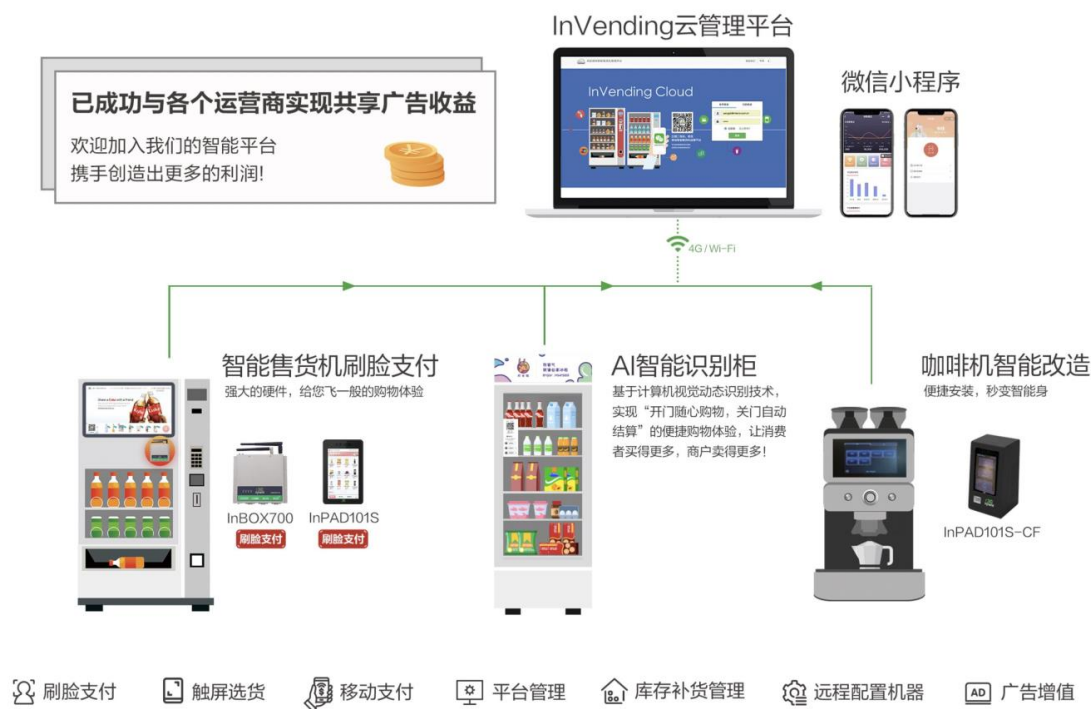 InVending云管理平台
已成功与各个运营商实现共享广告收益
欢迎加入我们的智能平台
携手创造出更多的利润!
InVending Cloud
微信小程序
4G/Wi-Fi
智能售货机刷脸支付
强大的硬件，给您飞一般的购物体验
InBOX700
刷脸支付
InPAD101S
刷脸支付
AI智能识别柜
基于计算机视觉动态识别技术，
实现“开门随心购物，关门自动
结算”的便捷购物体验，让消费
者买得更多，商户卖得更多!
咖啡机智能改造
便捷安装，秒变智能身
InPAD101S-CF
刷脸支付
触屏选货
移动支付
平台管理
库存补货管理
远程配置机器
AD
广告增值